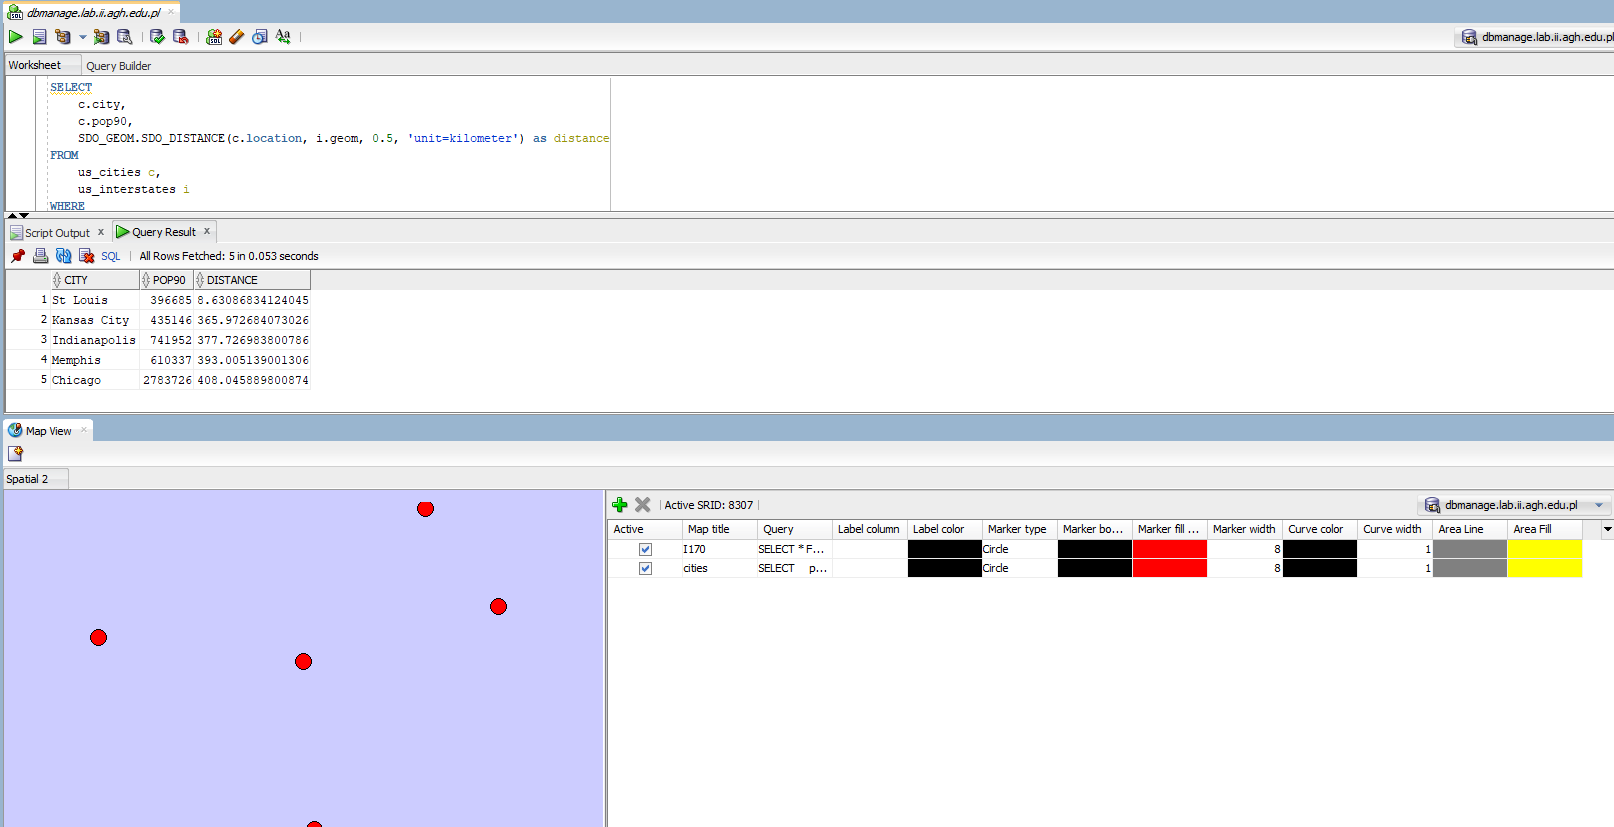 dbmanage.lab.ii.agh.edu.pl
dbmanage.lab.ii.agh.edu.pl
Worksheet Query Builder
SELECT
c.city,
c.pop90,
SDO_GEOM.SDO_DISTANCE(c.location, i.geom, 0.5, 'unit=kilometer') as distance
FROM
us_cities c,
us_interstates i
WHERE
Script Output x Query Result x
SQL | All Rows Fetched: 5 in 0.053 seconds
CITY POP90 DISTANCE
1 St Louis 396685 8.63086834124045
2 Kansas City 435146 365.972684073026
3 Indianapolis 741952 377.726983800786
4 Memphis 610337 393.005139001306
5 Chicago 2783726 408.045889800874
Map View
Spatial 2
Active SRID: 8307 dbmanage.lab.ii.agh.edu.pl
Active Map title Query Label column Label color Marker type Marker bo... Marker fill ... Marker width Curve color Curve width Area Line Area Fill
I170 SELECT * F... Circle 8 1
cities SELECT p... Circle 8 1